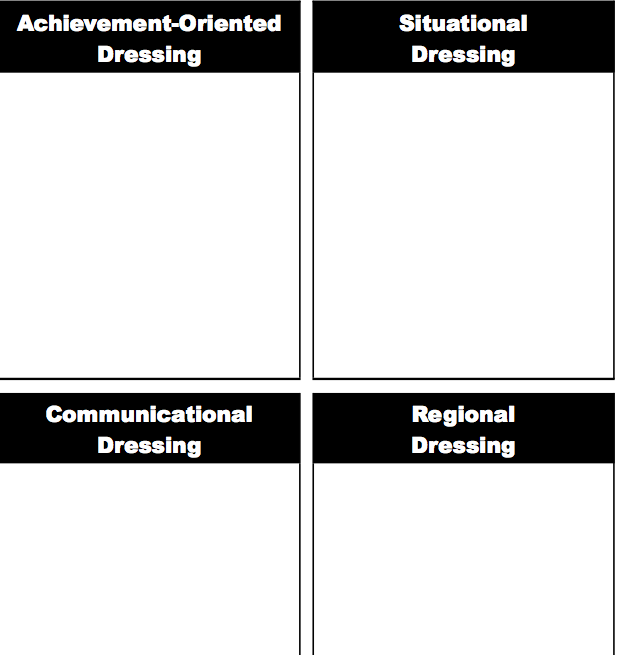 Achievement-Oriented
Dressing
Situational
Dressing
Communicational
Dressing
Regional
Dressing